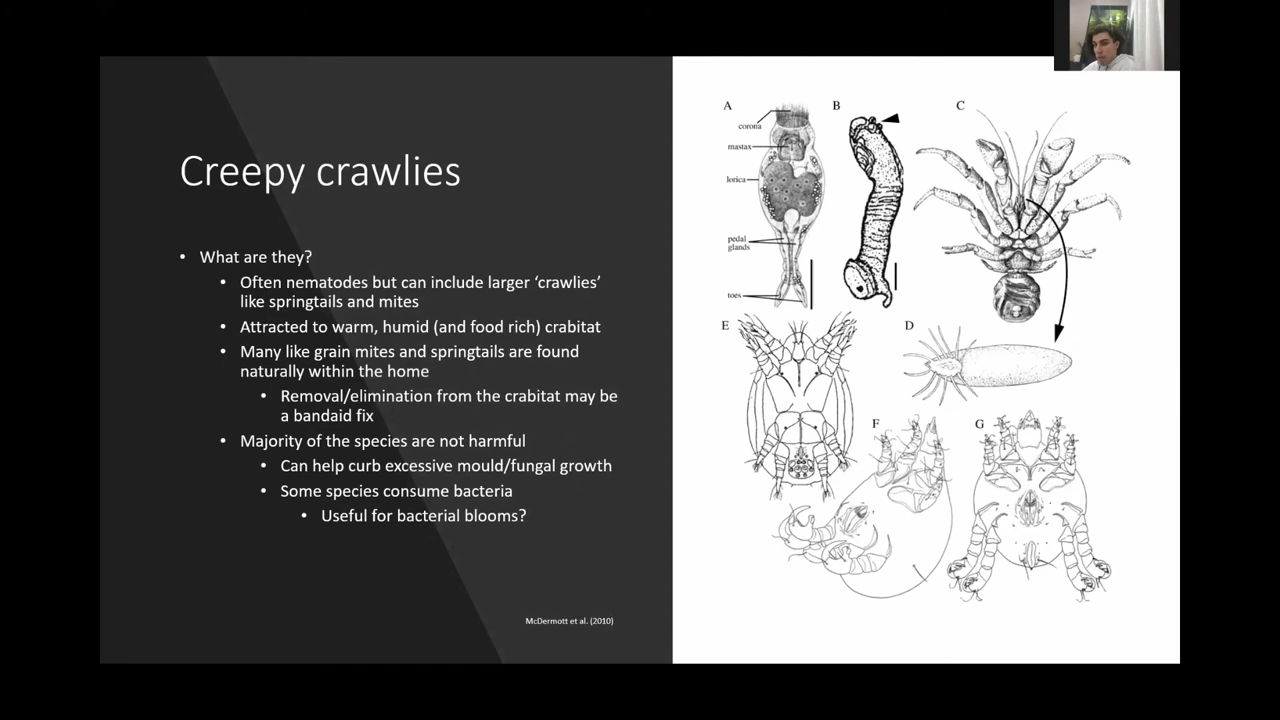 Creepy crawlies
• What are they?
• Often nematodes but can include larger ‘crawlies’
like springtails and mites
• Attracted to warm, humid (and food rich) crabitat
• Many like grain mites and springtails are found
naturally within the home
• Removal/elimination from the crabitat may be
a bandaid fix
• Majority of the species are not harmful
• Can help curb excessive mould/fungal growth
• Some species consume bacteria
• Useful for bacterial blooms?
McDermott et al. (2010)
A
corona
mastax
lorica
pedal
glands
toes
B
C
E
D
F
G